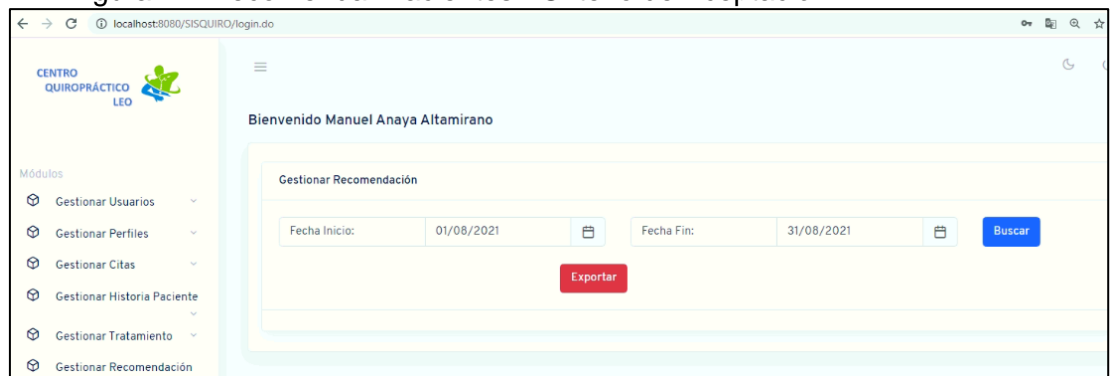 localhost:8080/SISQUIRO/login.do
CENTRO
QUIROPRÁCTICO
LEO
Bienvenido Manuel Anaya Altamirano
Módulos
Gestionar Recomendación
Gestionar Usuarios
Gestionar Perfiles
Fecha Inicio: 01/08/2021 Fecha Fin: 31/08/2021 Buscar
Gestionar Citas
Exportar
Gestionar Historia Paciente
Gestionar Tratamiento
Gestionar Recomendación